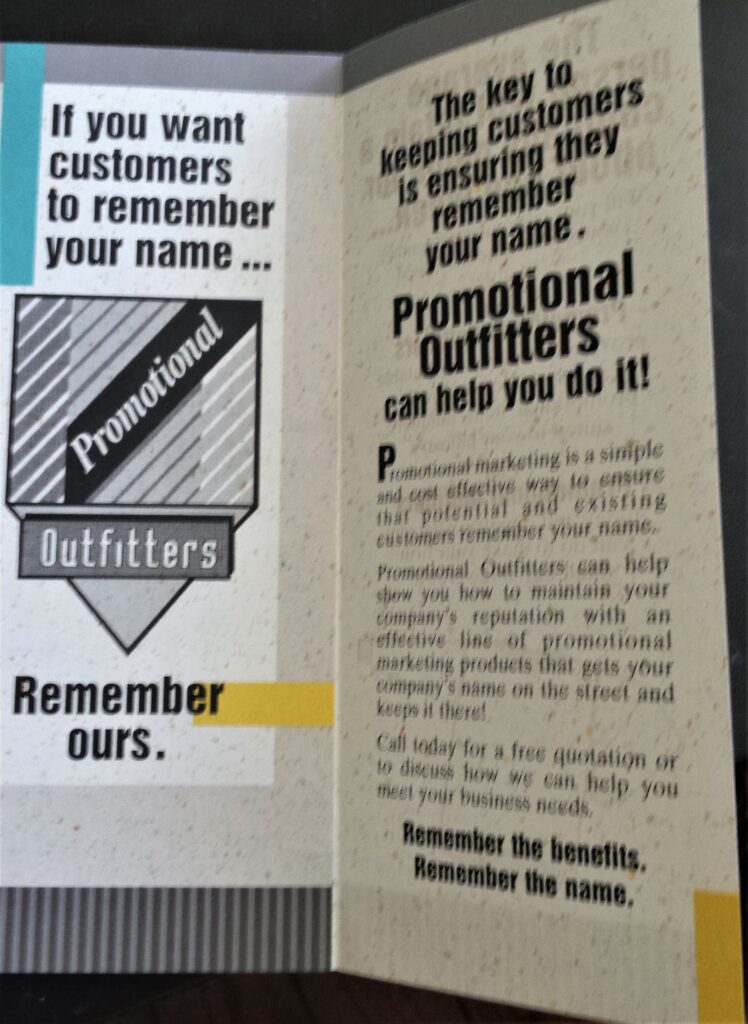 If you want
customers
to remember
your name ...
Promotional
Outfitters
Remember
ours.
The key to
keeping customers
is ensuring they
remember
your name.
Promotional
Outfitters
can help you do it!
Promotional marketing is a simple
and cost effective way to ensure
that potential and existing
customers remember your name.
Promotional Outfitters can help
show you how to maintain your
company's reputation with an
effective line of promotional
marketing products that gets your
company's name on the street and
keeps it there!
Call today for a free quotation or
to discuss how we can help you
meet your business needs.
Remember the benefits.
Remember the name.